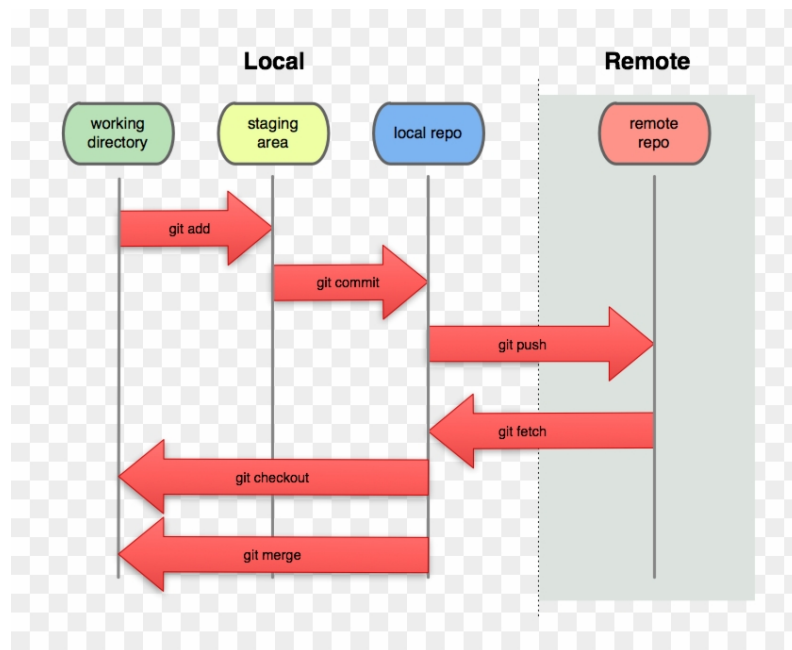 Local
Remote
working
directory
staging
area
local repo
remote
repo
git add
git commit
git push
git fetch
git checkout
git merge